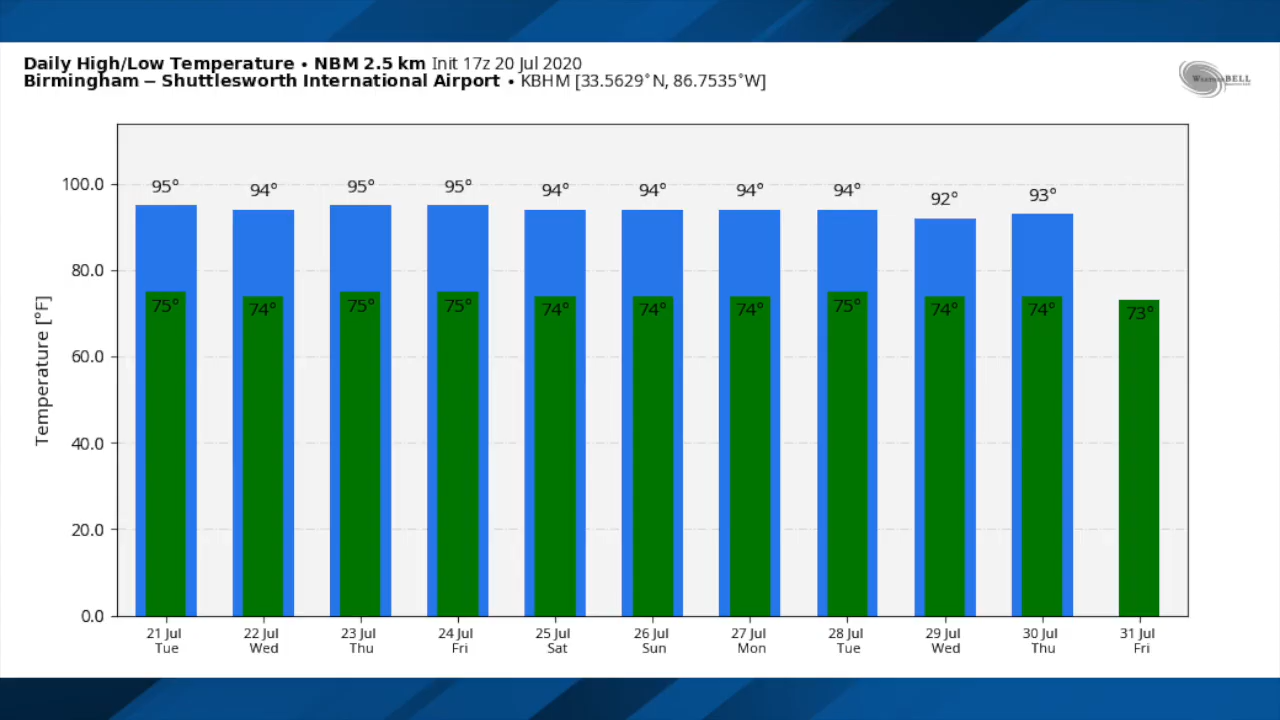 Daily High/Low Temperature • NBM 2.5 km Init 17z 20 Jul 2020
Birmingham — Shuttlesworth International Airport • KBHM [33.5629°N, 86.7535°W]
WeatherBELL
95° 94° 95° 95° 94° 94° 94° 94° 92° 93°
75° 74° 75° 75° 74° 74° 74° 75° 74° 74° 73°
Temperature [°F]
100.0
80.0
60.0
40.0
20.0
0.0
21 Jul 22 Jul 23 Jul 24 Jul 25 Jul 26 Jul 27 Jul 28 Jul 29 Jul 30 Jul 31 Jul
Tue Wed Thu Fri Sat Sun Mon Tue Wed Thu Fri